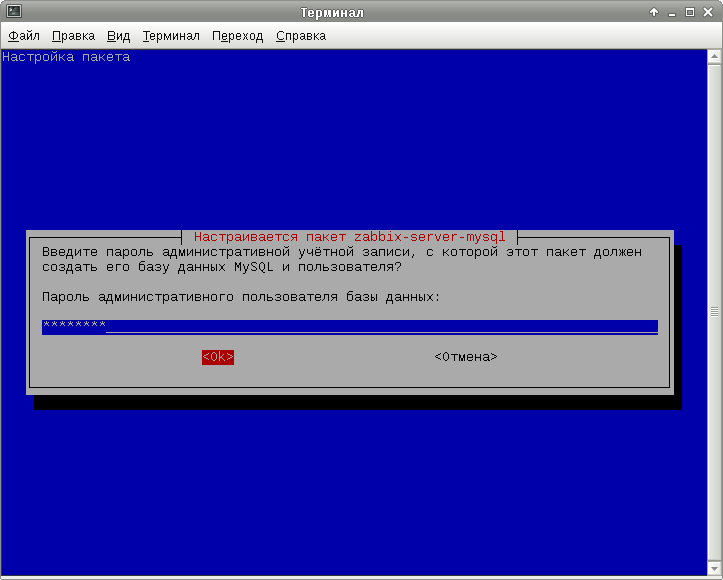 Терминал
Файл Правка Вид Терминал Переход Справка
Настройка пакета
Настраивается пакет zabbix-server-mysql
Введите пароль административной учётной записи, с которой этот пакет должен
создать его базу данных MySQL и пользователя?
Пароль административного пользователя базы данных:
********
<Ok> <Отмена>